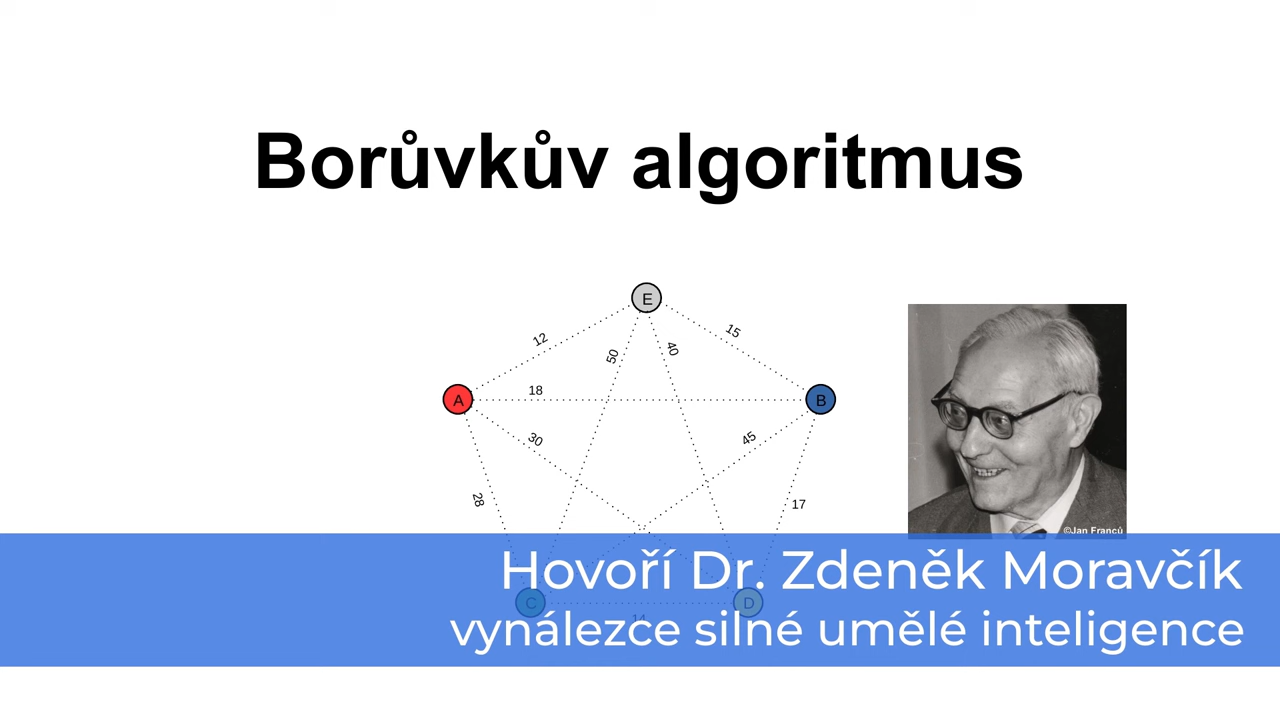 Borůvkův algoritmus
E
12
15
50
40
18
A
B
30
45
28
17
©Jan Franců
Hovoří Dr. Zdeněk Moravčík
C
D
14
vynálezce silné umělé inteligence